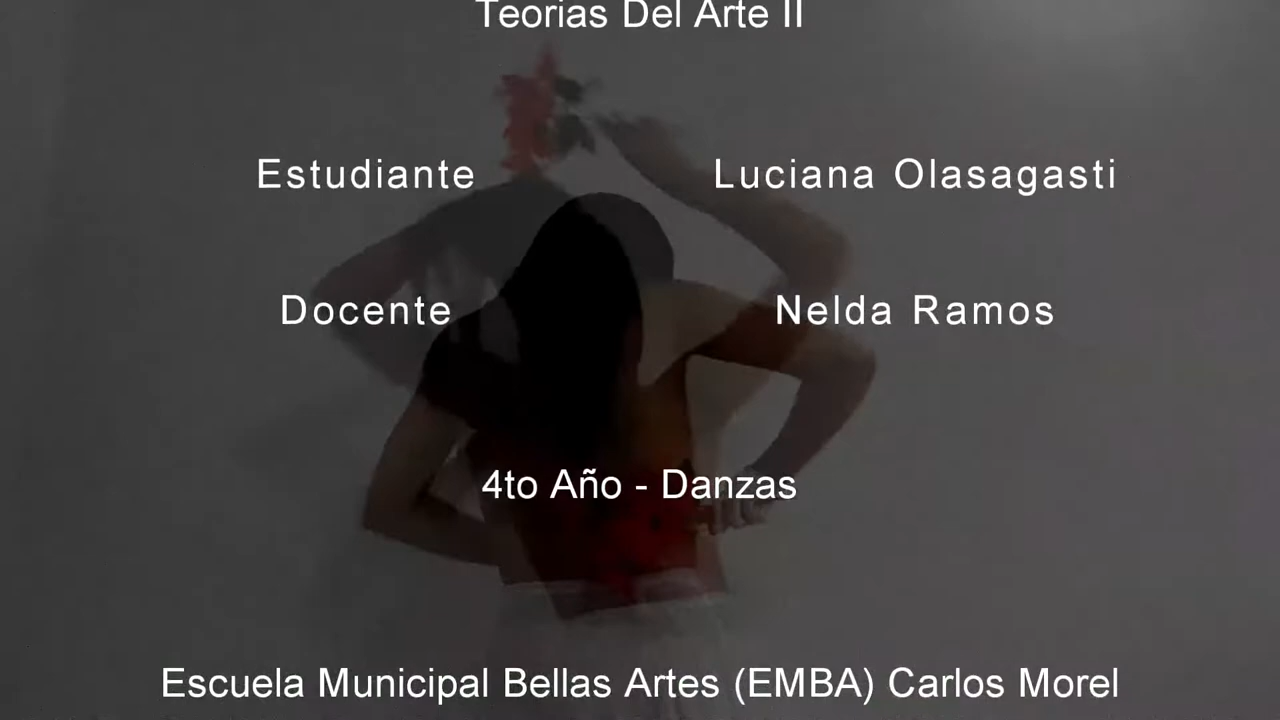 Teorias Del Arte II
Estudiante Luciana Olasagasti
Docente Nelda Ramos
4to Año - Danzas
Escuela Municipal Bellas Artes (EMBA) Carlos Morel